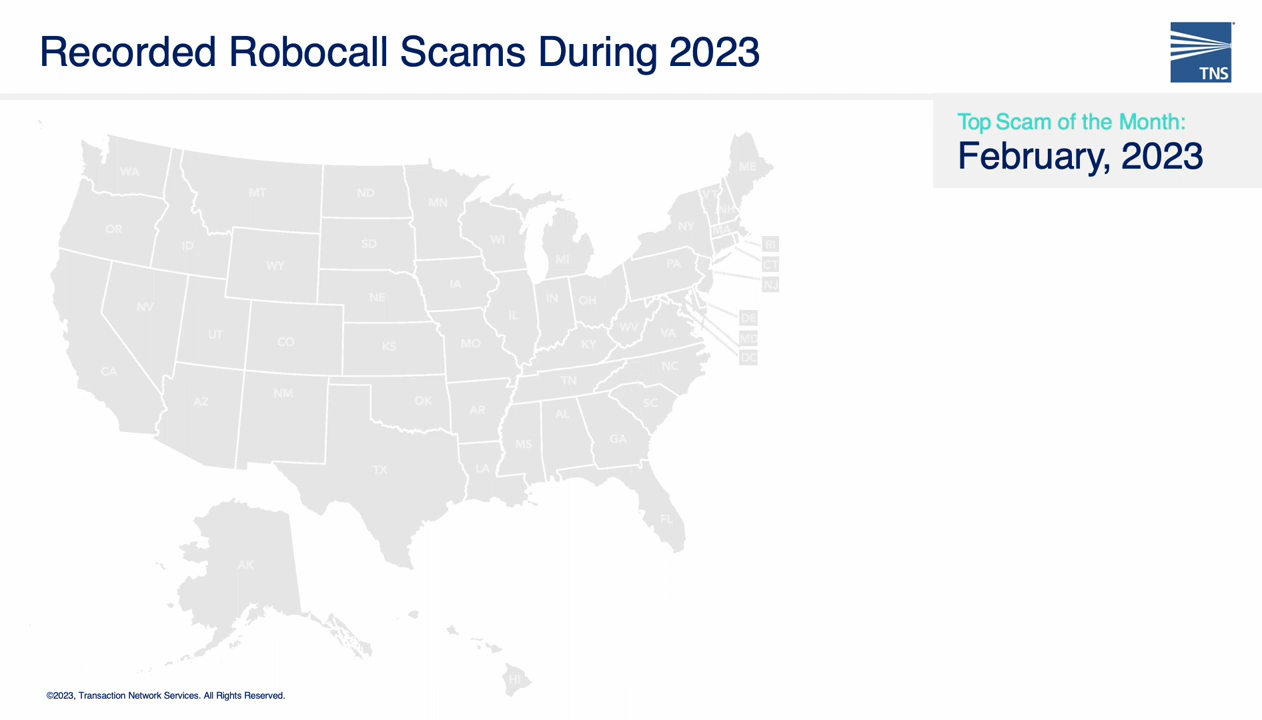 Recorded Robocall Scams During 2023
TNS
Top Scam of the Month:
February, 2023
WA
MT
ND
MN
OR
ID
SD
WI
WY
MI
NY
VT
NH
ME
MA
RI
CT
NJ
PA
NV
UT
CO
NE
IA
IL
IN
OH
WV
VA
DE
MD
DC
CA
KS
MO
KY
NC
AZ
NM
OK
AR
TN
SC
TX
LA
MS
AL
GA
FL
AK
HI
©2023, Transaction Network Services. All Rights Reserved.